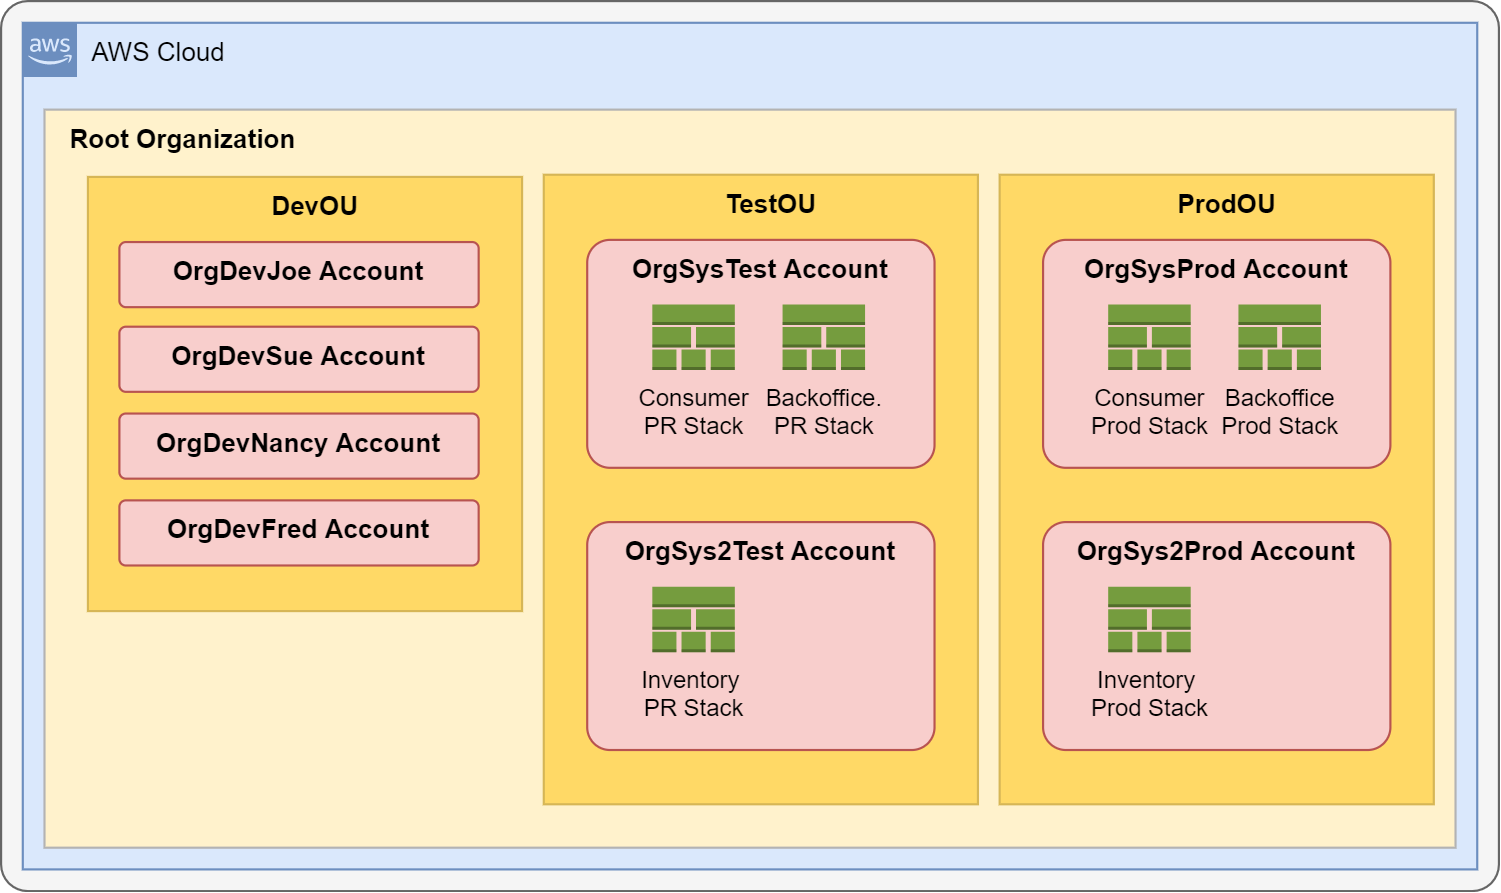 aws
AWS Cloud
Root Organization
DevOU
OrgDevJoe Account
OrgDevSue Account
OrgDevNancy Account
OrgDevFred Account
TestOU
OrgSysTest Account
Consumer
PR Stack
Backoffice.
PR Stack
OrgSys2Test Account
Inventory
PR Stack
ProdOU
OrgSysProd Account
Consumer
Prod Stack
Backoffice
Prod Stack
OrgSys2Prod Account
Inventory
Prod Stack